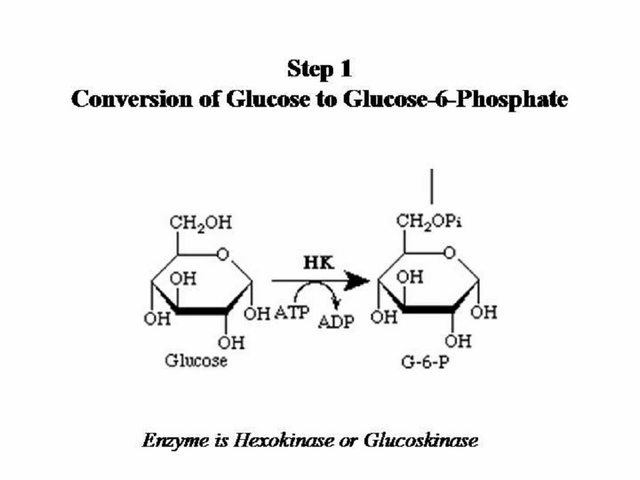 Step 1
Conversion of Glucose to Glucose-6-Phosphate
CH₂OH
O
OH
OH
OH
OH
Glucose
HK
ATP
ADP
CH₂OPi
O
OH
OH
OH
OH
G-6-P
Enzyme is Hexokinase or Glucoskinase